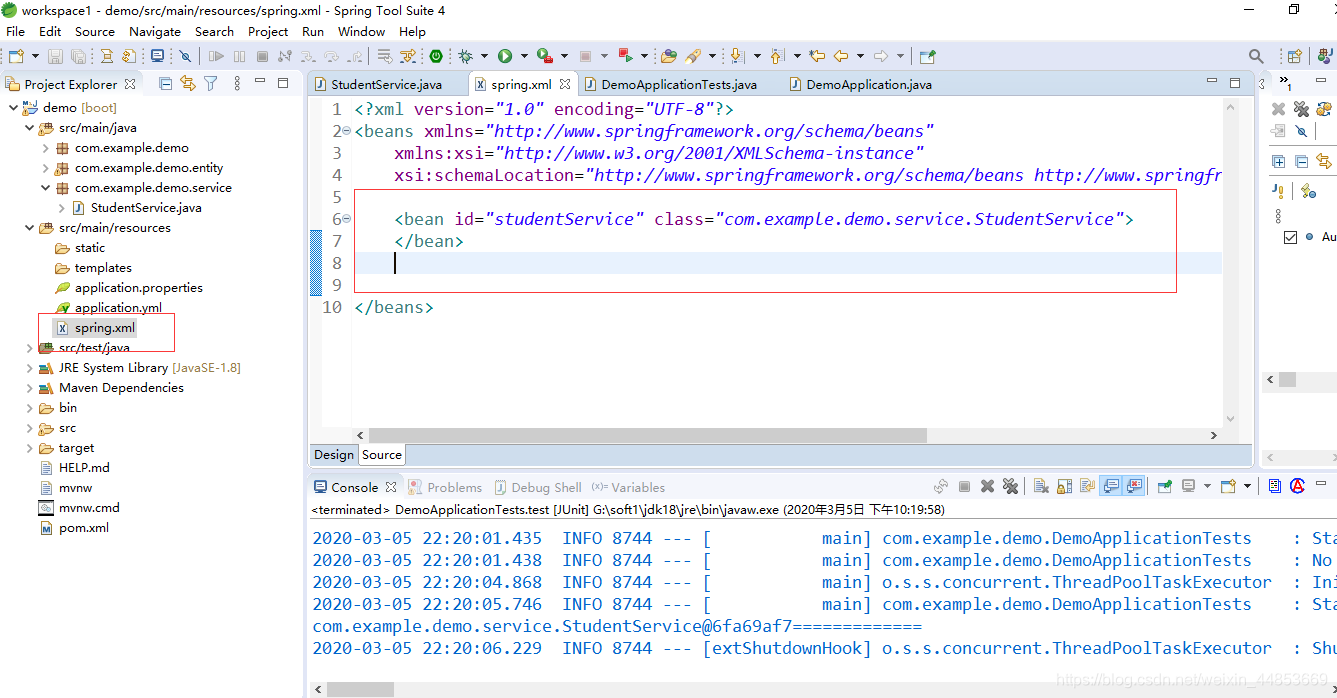 workspace1 - demo/src/main/resources/spring.xml - Spring Tool Suite 4
File Edit Source Navigate Search Project Run Window Help
Project Explorer
demo [boot]
src/main/java
com.example.demo
com.example.demo.entity
com.example.demo.service
StudentService.java
src/main/resources
static
templates
application.properties
application.yml
spring.xml
src/test/java
JRE System Library [JavaSE-1.8]
Maven Dependencies
bin
src
target
HELP.md
mvnw
mvnw.cmd
pom.xml
StudentService.java spring.xml DemoApplicationTests.java DemoApplication.java
1 <?xml version="1.0" encoding="UTF-8"?>
2 <beans xmlns="http://www.springframework.org/schema/beans"
3 xmlns:xsi="http://www.w3.org/2001/XMLSchema-instance"
4 xsi:schemaLocation="http://www.springframework.org/schema/beans http://www.springfr
5
6 <bean id="studentService" class="com.example.demo.service.StudentService">
7 </bean>
8
9
10 </beans>
Design Source
»1
Au
Console Problems Debug Shell (x)= Variables
<terminated> DemoApplicationTests.test [JUnit] G:\soft1\jdk18\jre\bin\javaw.exe (2020年3月5日 下午10:19:58)
2020-03-05 22:20:01.435 INFO 8744 --- [ main] com.example.demo.DemoApplicationTests : Sta
2020-03-05 22:20:01.438 INFO 8744 --- [ main] com.example.demo.DemoApplicationTests : No
2020-03-05 22:20:04.868 INFO 8744 --- [ main] o.s.s.concurrent.ThreadPoolTaskExecutor : Ini
2020-03-05 22:20:05.746 INFO 8744 --- [ main] com.example.demo.DemoApplicationTests : Sta
com.example.demo.service.StudentService@6fa69af7=============
2020-03-05 22:20:06.229 INFO 8744 --- [extShutdownHook] o.s.s.concurrent.ThreadPoolTaskExecutor : Shu
https://blog.csdn.net/weixin_44853669